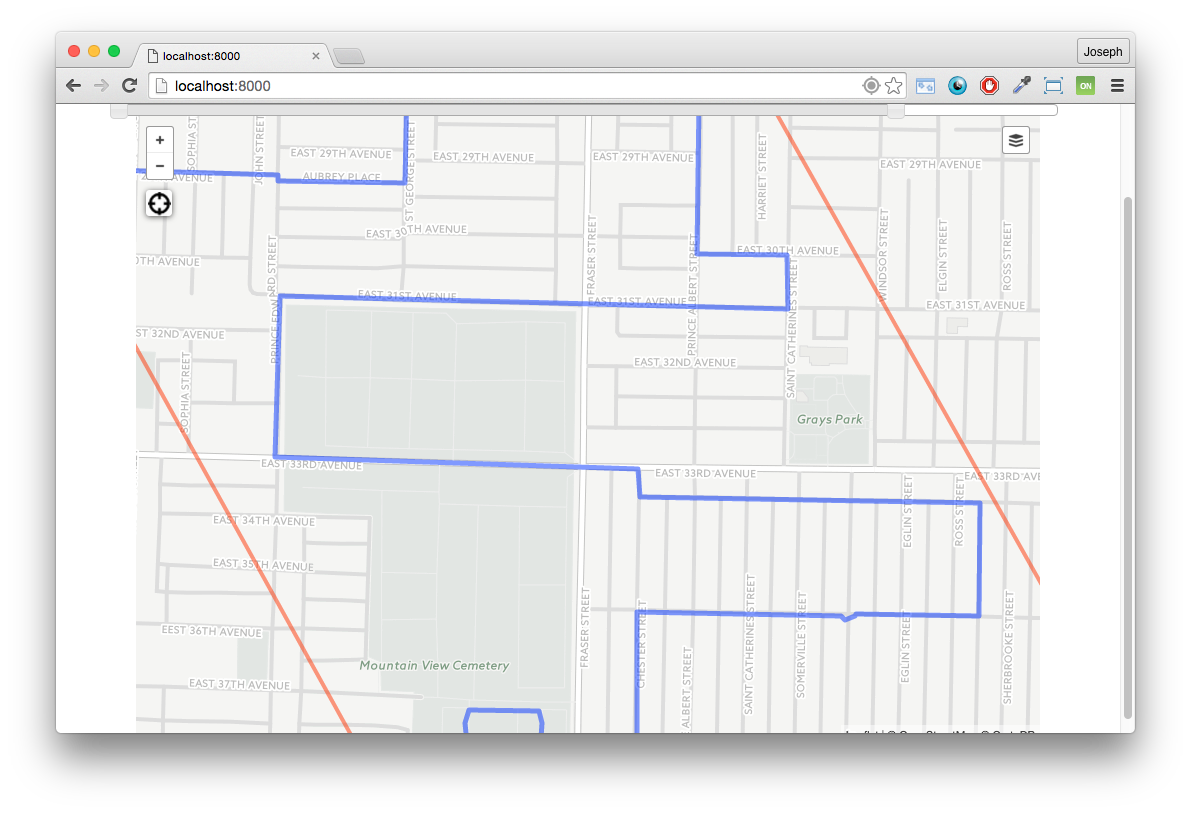 localhost:8000
Joseph
localhost:8000
ON
+
−
SOPHIA ST
JOHN STREET
EAST 29TH AVENUE
ST GEORGE STREET
EAST 29TH AVENUE
EAST 29TH AVENUE
HARRIET STREET
EAST 29TH AVENUE
AVENUE
AUBREY PLACE
EAST 30TH AVENUE
FRASER STREET
PRINCE ALBERT STREET
EAST 30TH AVENUE
WINDSOR STREET
ELGIN STREET
ROSS STREET
0TH AVENUE
PRINCE EDWARD STREET
EAST 31ST AVENUE
EAST 31ST AVENUE
SAINT CATHERINES STREET
EAST 31ST AVENUE
ST 32ND AVENUE
SOPHIA STREET
EAST 32ND AVENUE
Grays Park
EAST 33RD AVENUE
EAST 33RD AVENUE
EAST 33RD AVE
EGLIN STREET
ROSS STREET
EAST 34TH AVENUE
EAST 35TH AVENUE
FRASER STREET
CHESTER STREET
SAINT CATHERINES STREET
SOMERVILLE STREET
EGLIN STREET
SHERBROOKE STREET
EEST 36TH AVENUE
Mountain View Cemetery
ALBERT STREET
EAST 37TH AVENUE